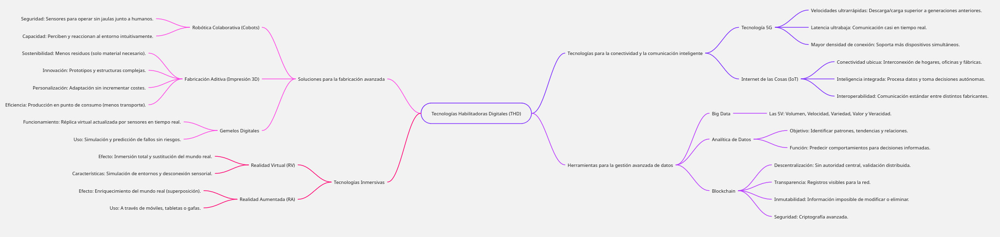 Tecnologías Habilitadoras Digitales (THD)
Tecnologías para la conectividad y la comunicación inteligente
Tecnología 5G
Velocidades ultrarrápidas: Descarga/carga superior a generaciones anteriores.
Latencia ultrabaja: Comunicación casi en tiempo real.
Mayor densidad de conexión: Soporta más dispositivos simultáneos.
Internet de las Cosas (IoT)
Conectividad ubicua: Interconexión de hogares, oficinas y fábricas.
Inteligencia integrada: Procesa datos y toma decisiones autónomas.
Interoperabilidad: Comunicación estándar entre distintos fabricantes.
Herramientas para la gestión avanzada de datos
Big Data
Las 5V: Volumen, Velocidad, Variedad, Valor y Veracidad.
Analítica de Datos
Objetivo: Identificar patrones, tendencias y relaciones.
Función: Predecir comportamientos para decisiones informadas.
Blockchain
Descentralización: Sin autoridad central, validación distribuida.
Transparencia: Registros visibles para la red.
Inmutabilidad: Información imposible de modificar o eliminar.
Seguridad: Criptografía avanzada.
Soluciones para la fabricación avanzada
Robótica Colaborativa (Cobots)
Seguridad: Sensores para operar sin jaulas junto a humanos.
Capacidad: Perciben y reaccionan al entorno intuitivamente.
Fabricación Aditiva (Impresión 3D)
Sostenibilidad: Menos residuos (solo material necesario).
Innovación: Prototipos y estructuras complejas.
Personalización: Adaptación sin incrementar costes.
Eficiencia: Producción en punto de consumo (menos transporte).
Gemelos Digitales
Funcionamiento: Réplica virtual actualizada por sensores en tiempo real.
Uso: Simulación y predicción de fallos sin riesgos.
Tecnologías Inmersivas
Realidad Virtual (RV)
Efecto: Inmersión total y sustitución del mundo real.
Características: Simulación de entornos y desconexión sensorial.
Realidad Aumentada (RA)
Efecto: Enriquecimiento del mundo real (superposición).
Uso: A través de móviles, tabletas o gafas.